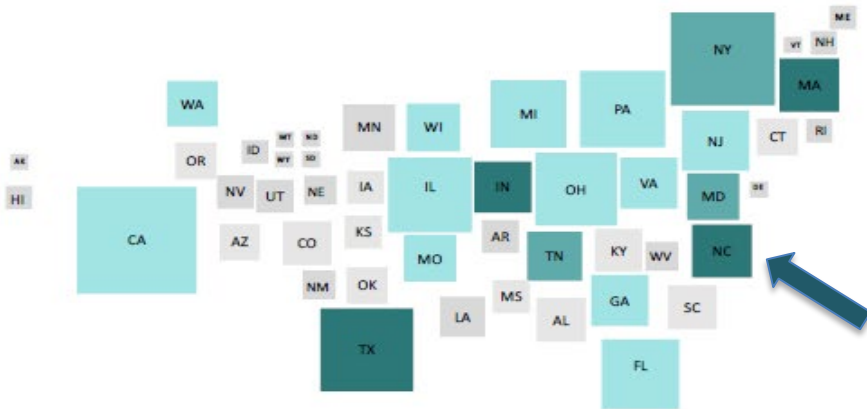 ME
NY
VT
NH
MA
WA
MI
PA
MN
WI
MT
ND
NJ
CT
RI
OR
ID
AK
WY
SD
IL
IN
OH
VA
MD
DE
HI
NV
UT
NE
IA
CA
AZ
CO
KS
AR
TN
KY
WV
NC
MO
NM
OK
MS
GA
SC
LA
AL
TX
FL